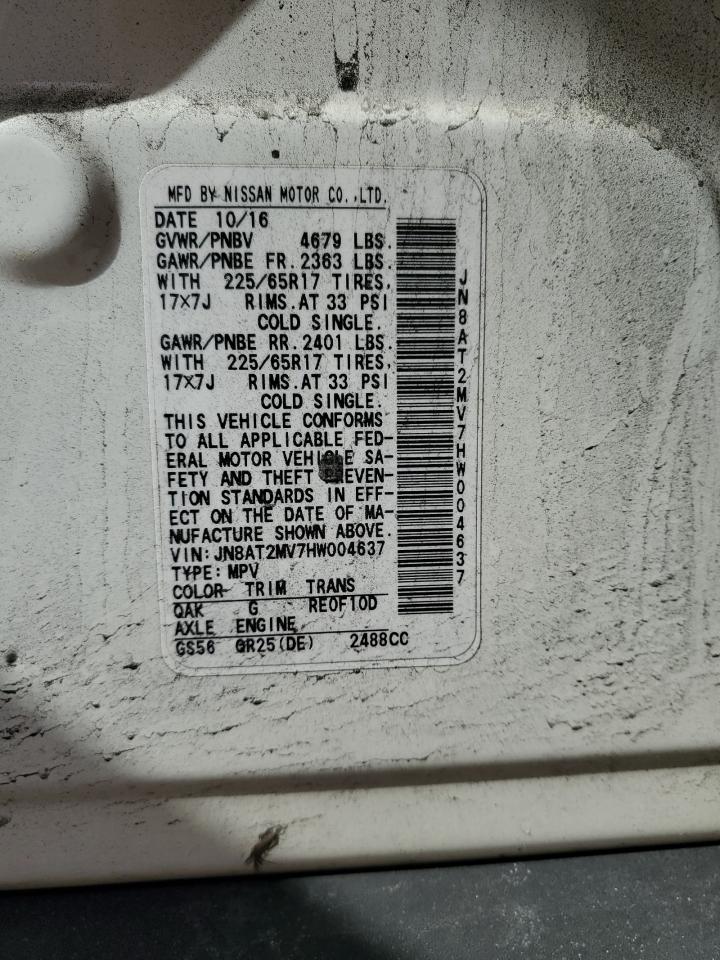 MFD BY NISSAN MOTOR CO.,LTD.
DATE 10/16
GVWR/PNBV 4679 LBS.
GAWR/PNBE FR. 2363 LBS.
WITH 225/65R17 TIRES,
17X7J RIMS.AT 33 PSI
COLD SINGLE.
GAWR/PNBE RR. 2401 LBS.
WITH 225/65R17 TIRES,
17X7J RIMS.AT 33 PSI
COLD SINGLE.
THIS VEHICLE CONFORMS
TO ALL APPLICABLE FED-
ERAL MOTOR VEHICLE SA-
FETY AND THEFT PREVEN-
TION STANDARDS IN EFF-
ECT ON THE DATE OF MA-
NUFACTURE SHOWN ABOVE.
VIN:JN8AT2MV7HW004637
TYPE:MPV
COLOR TRIM TRANS
QAK G RE0F10D
AXLE ENGINE
GS56 QR25(DE) 2488CC
JN8AT2MV7HW004637